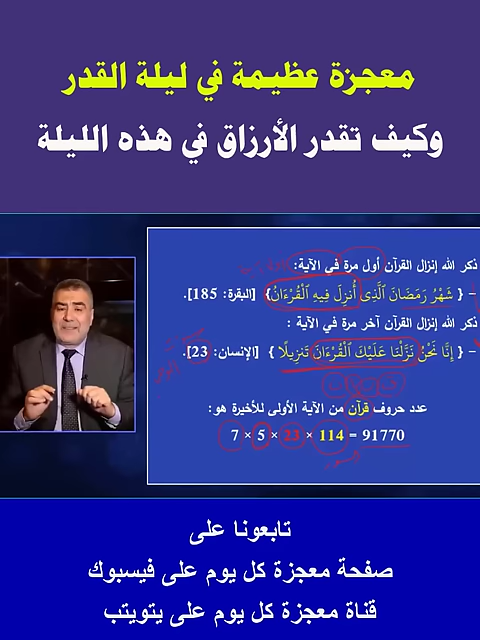 معجزة عظيمة في ليلة القدر
وكيف تقدر الأرزاق في هذه الليلة
ذكر الله إنزال القرآن أول مرة في الآية:
- { شَهْرُ رَمَضَانَ ٱلَّذِىٓ أُنزِلَ فِيهِ ٱلْقُرْءَانُ} [البقرة: 185].
ذكر الله إنزال القرآن آخر مرة في الآية :
- { إِنَّا نَحْنُ نَزَّلْنَا عَلَيْكَ ٱلْقُرْءَانَ تَنزِيلًا } [الإنسان: 23].
عدد حروف قرآن من الآية الأولى للأخيرة هو:
7 × 5 × 23 × 114 = 91770
تابعونا على
صفحة معجزة كل يوم على فيسبوك
قناة معجزة كل يوم على يتويتب